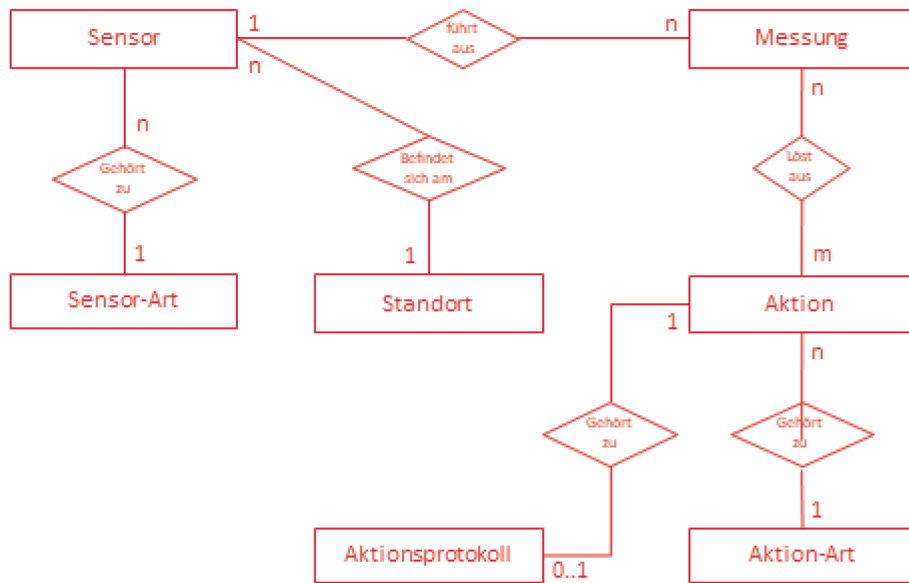 Sensor
1
führt
aus
n
Messung
n
n
n
Gehört
zu
Befindet
sich am
Löst
aus
1
1
m
Sensor-Art
Standort
Aktion
1
n
Gehört
zu
Gehört
zu
1
Aktionsprotokoll
0..1
Aktion-Art